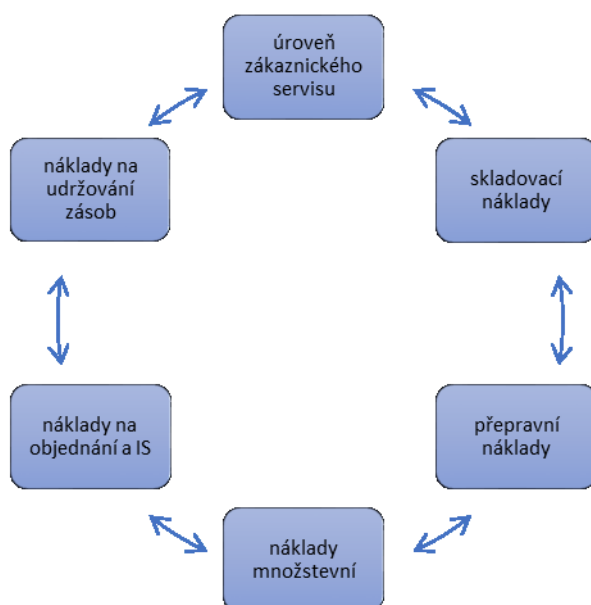 úroveň
zákaznického
servisu
náklady na
udržování
zásob
skladovací
náklady
náklady na
objednání a IS
přepravní
náklady
náklady
množstevní